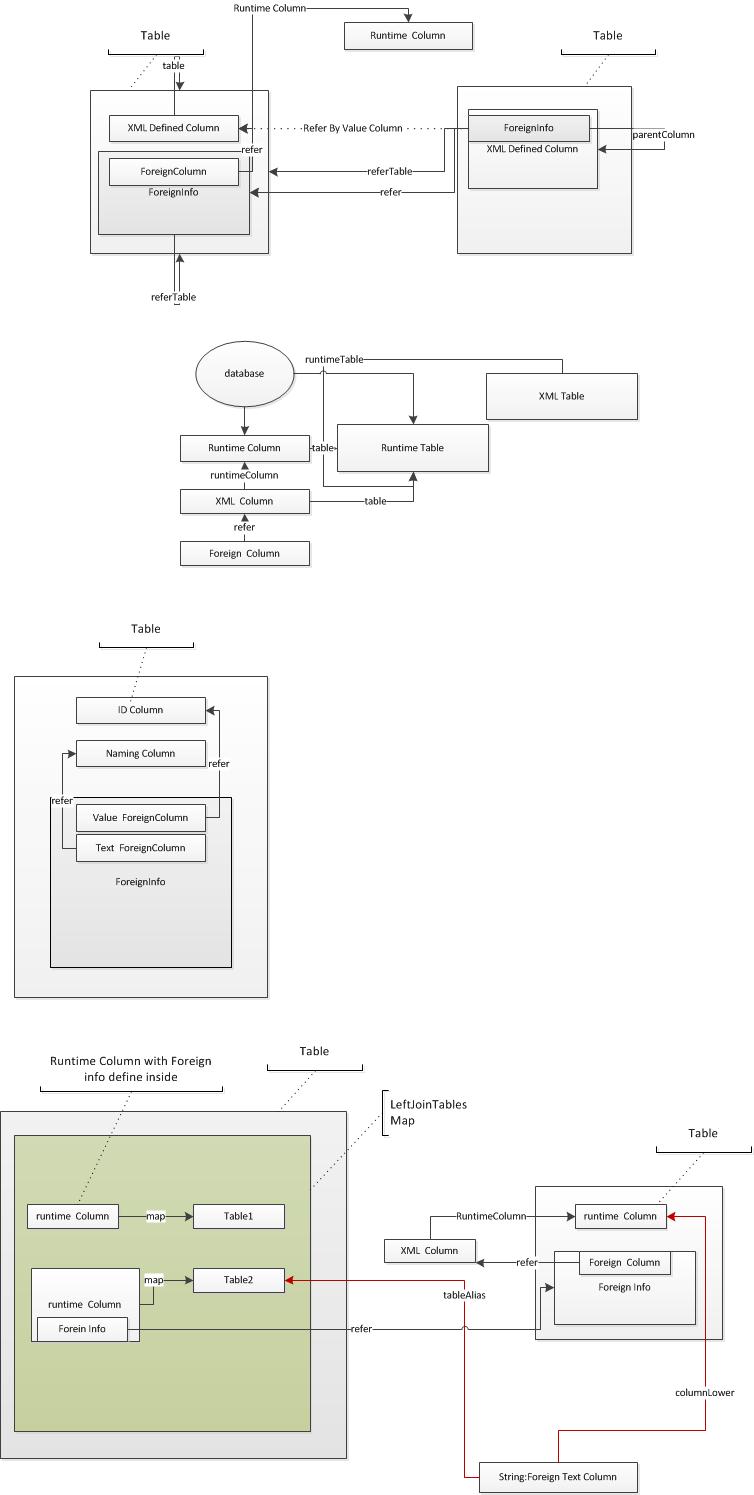 Runtime Column
Runtime Column
Table
Table
table
XML Defined Column
Refer By Value Column
ForeignInfo
parentColumn
refer
XML Defined Column
ForeignColumn
referTable
ForeignInfo
refer
referTable
runtimeTable
database
XML Table
Runtime Column
table
Runtime Table
runtimeColumn
XML Column
table
refer
Foreign Column
Table
ID Column
Naming Column
refer
refer
Value ForeignColumn
Text ForeignColumn
ForeignInfo
Runtime Column with Foreign
info define inside
Table
LeftJoinTables
Map
Table
runtime Column
map
Table1
RuntimeColumn
runtime Column
XML Column
refer
Foreign Column
map
Table2
Foreign Info
tableAlias
runtime Column
Forein Info
refer
columnLower
String:Foreign Text Column